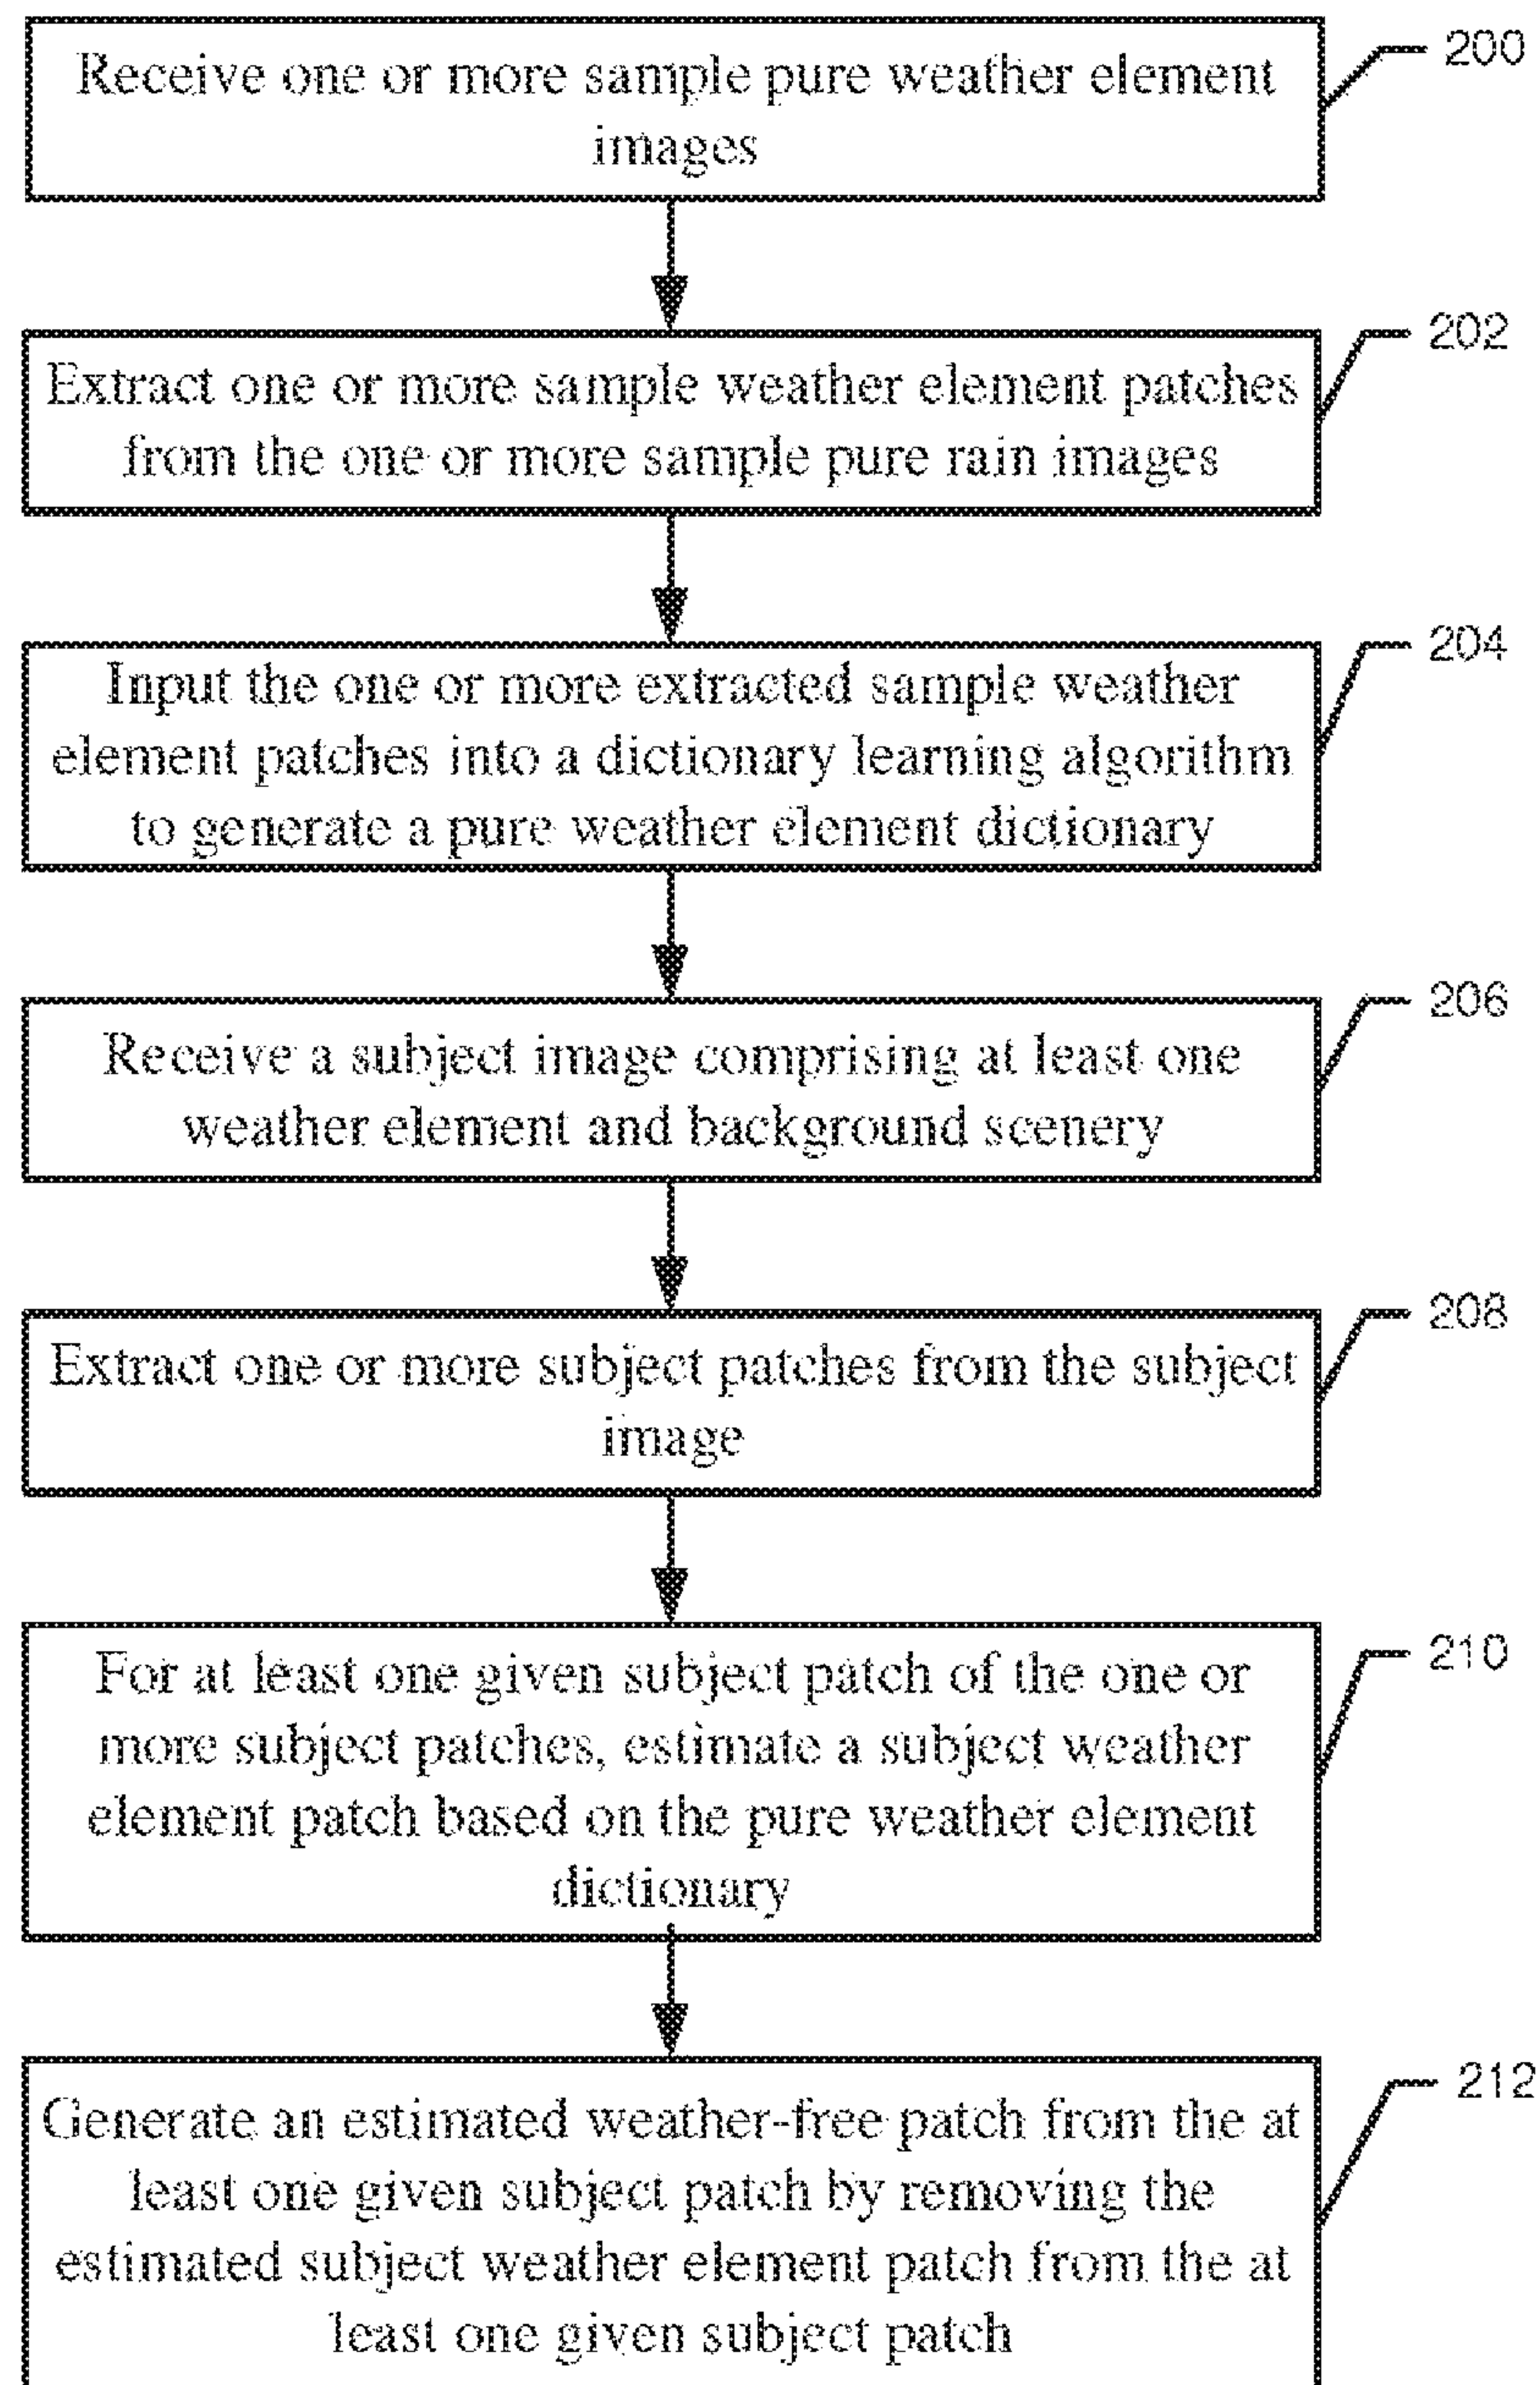 Receive one or more sample pure weather element
images
200
Extract one or more sample weather element patches
from the one or more sample pure rain images
202
Input the one or more extracted sample weather
element patches into a dictionary learning algorithm
to generate a pure weather element dictionary
204
Receive a subject image comprising at least one
weather element and background scenery
206
Extract one or more subject patches from the subject
image
208
For at least one given subject patch of the one or
more subject patches, estimate a subject weather
element patch based on the pure weather element
dictionary
210
Generate an estimated weather-free patch from the at
least one given subject patch by removing the
estimated subject weather element patch from the at
least one given subject patch
212